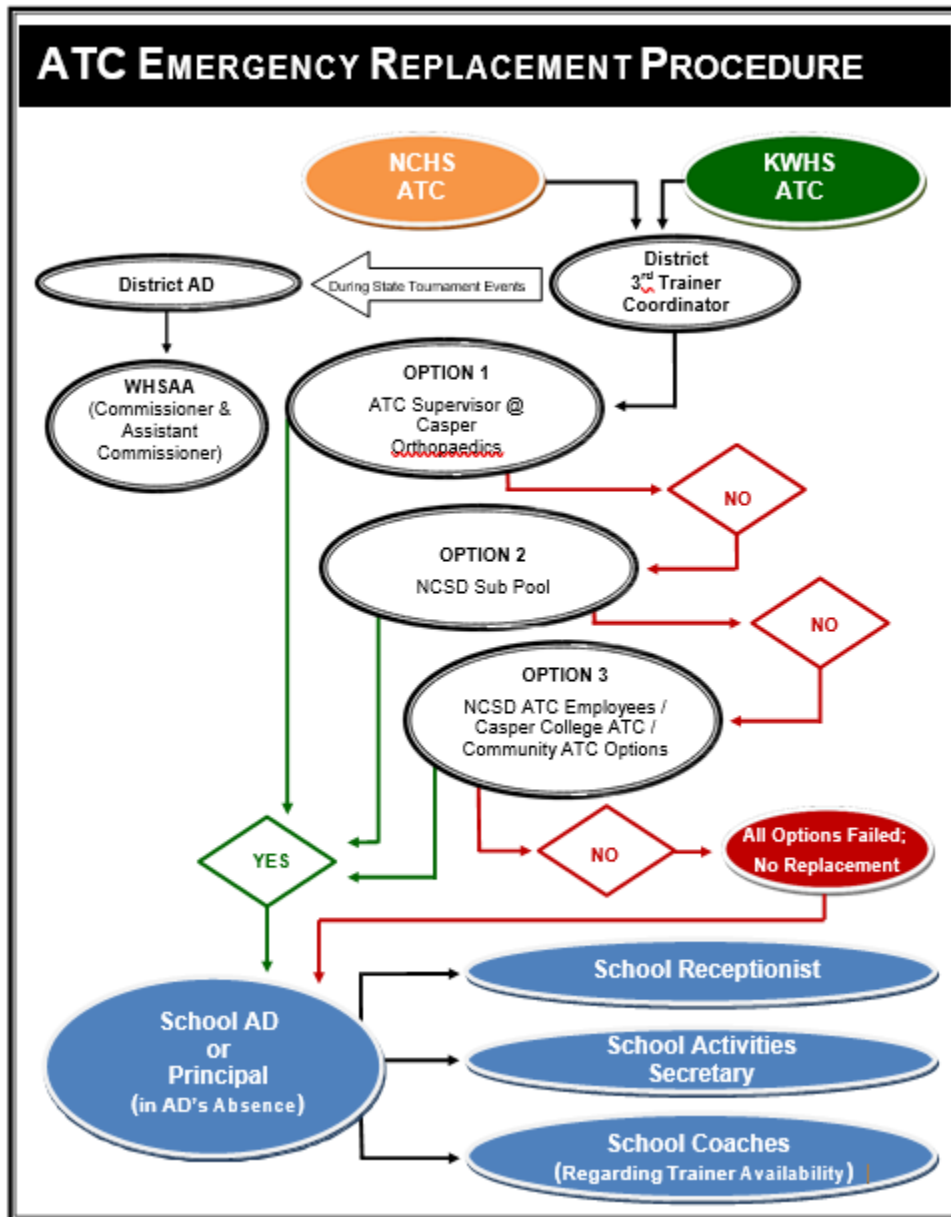 ATC EMERGENCY REPLACEMENT PROCEDURE
NCHS
ATC
KWHS
ATC
District
3rd Trainer
Coordinator
During State Tournament Events
District AD
WHSAA
(Commissioner &
Assistant
Commissioner)
OPTION 1
ATC Supervisor @
Casper
Orthopaedics
NO
OPTION 2
NCSD Sub Pool
NO
OPTION 3
NCSD ATC Employees /
Casper College ATC /
Community ATC Options
YES
NO
All Options Failed;
No Replacement
School AD
or
Principal
(in AD's Absence)
School Receptionist
School Activities
Secretary
School Coaches
(Regarding Trainer Availability)